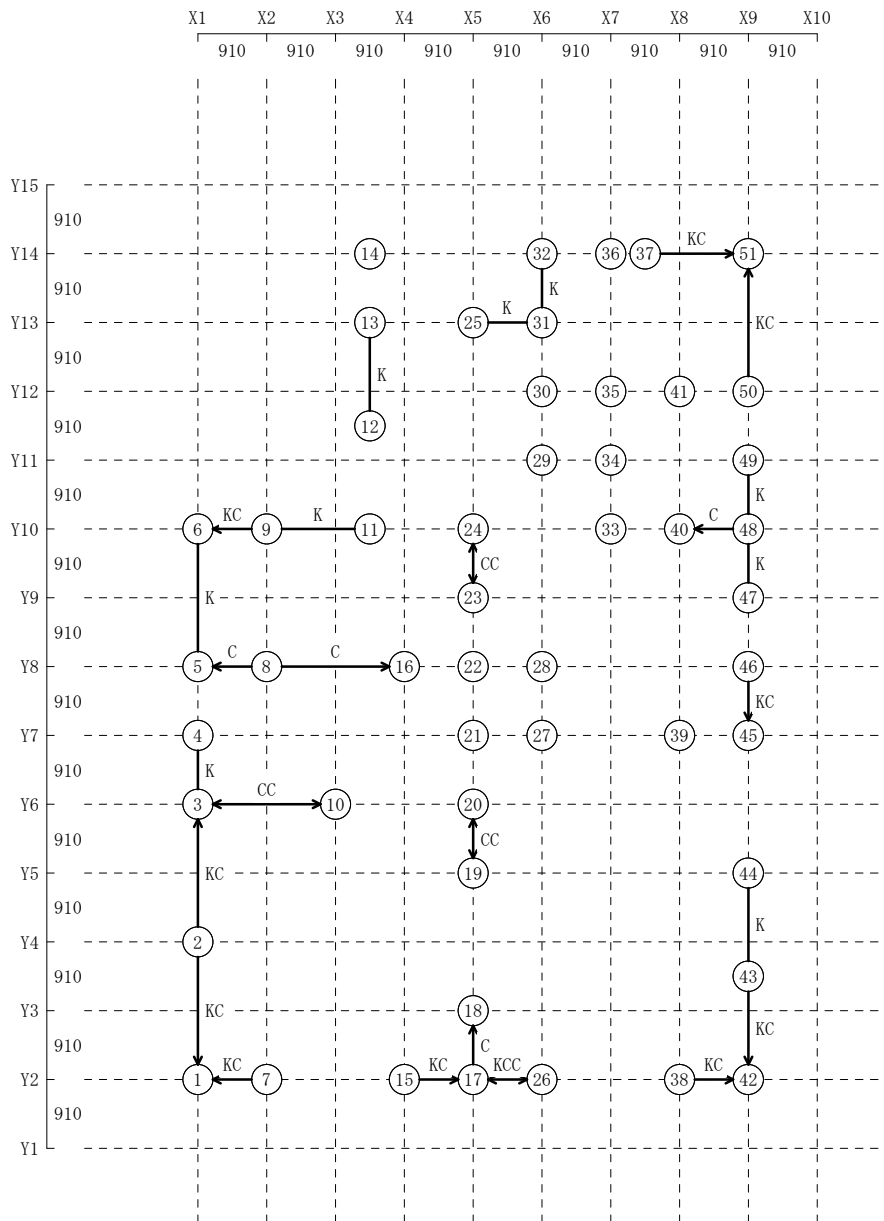 X1 X2 X3 X4 X5 X6 X7 X8 X9 X10
910 910 910 910 910 910 910 910 910
Y15
910
Y14 14 32 36 37 KC 51
910 K
Y13 13 25 K 31
910 K KC
Y12 30 35 41 50
910 12
Y11 29 34 49
910 K
Y10 6 KC 9 K 11 24 33 40 C 48
910 CC K
Y9 23 47
910 K
Y8 5 C 8 C 16 22 28 46
910 KC
Y7 4 21 27 39 45
910 K
Y6 3 CC 10 20
910 KC CC
Y5 19 44
910 K
Y4 2
910 43
Y3 KC 18 KC
910 C
Y2 1 KC 7 15 KC 17 KCC 26 38 KC 42
910
Y1